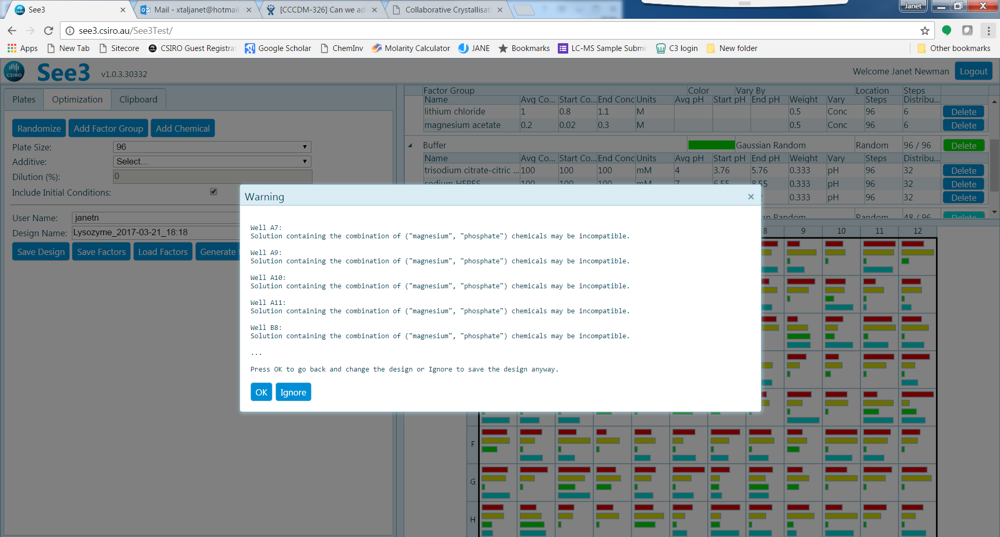 See3
Mail - xtaljanet@hotmail
[CCCDM-326] Can we ad
Collaborative Crystallisat
Janet
see3.csiro.au/See3Test/
Apps
New Tab
Sitecore
CSIRO Guest Registra
Google Scholar
ChemInv
Molarity Calculator
JANE
Bookmarks
LC-MS Sample Submi
C3 login
New folder
Other bookmarks
CSIRO
See3
v1.0.3.30332
Welcome Janet Newman
Logout
Plates Optimization Clipboard
Randomize Add Factor Group Add Chemical
Plate Size: 96
Additive: Select...
Dilution (%): 0
Include Initial Conditions:
User Name: janetn
Design Name: Lysozyme_2017-03-21_18:18
Save Design Save Factors Load Factors Generate
Factor Group Color Vary By Location Steps
Name Avg Co... Start Co... End Conc Units Avg pH Start pH End pH Weight Vary Steps Distribu...
lithium chloride 1 0.8 1.1 M 0.5 Conc 96 6 Delete
magnesium acetate 0.2 0.02 0.3 M 0.5 Conc 96 6 Delete
Buffer Gaussian Random Random 96 / 96 Delete
Name Avg Co... Start Co... End Conc Units Avg pH Start pH End pH Weight Vary Steps Distribu...
trisodium citrate-citric ... 100 100 100 mM 4 3.76 5.76 0.333 pH 96 32 Delete
sodium HEPES 100 100 100 mM 7 6.55 8.55 0.333 pH 96 32 Delete
0.333 pH 96 32 Delete
Random Random 48 / 96 Delete
Warning
Well A7:
Solution containing the combination of ("magnesium", "phosphate") chemicals may be incompatible.
Well A9:
Solution containing the combination of ("magnesium", "phosphate") chemicals may be incompatible.
Well A10:
Solution containing the combination of ("magnesium", "phosphate") chemicals may be incompatible.
Well A11:
Solution containing the combination of ("magnesium", "phosphate") chemicals may be incompatible.
Well B8:
Solution containing the combination of ("magnesium", "phosphate") chemicals may be incompatible.
...
Press OK to go back and change the design or Ignore to save the design anyway.
OK Ignore
8 9 10 11 12
F
G
H